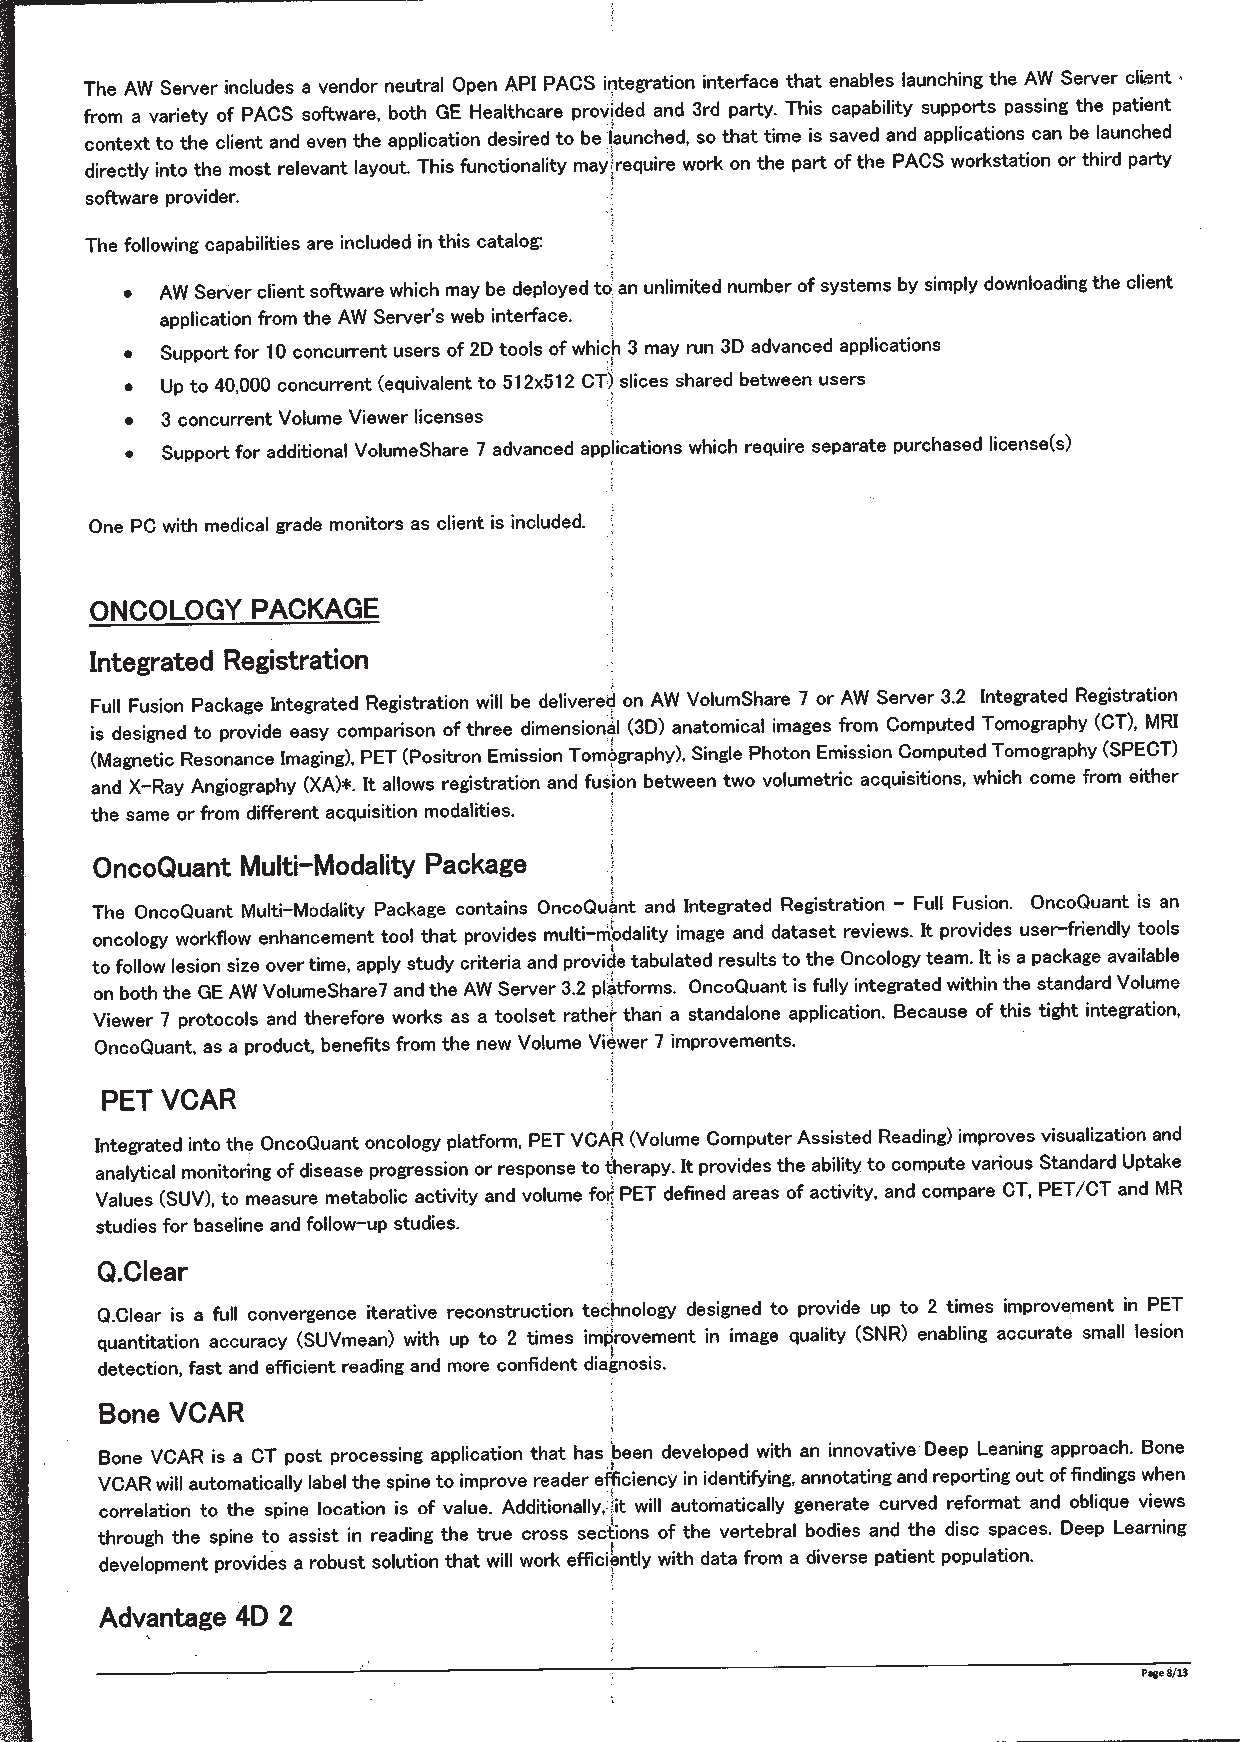 The AW Server includes a vendor neutral Open API PACS integration interface that enables launching the AW Server client
from a variety of PACS software, both GE Healthcare provided and 3rd party. This capability supports passing the patient
context to the client and even the application desired to be launched, so that time is saved and applications can be launched
directly into the most relevant layout. This functionality may require work on the part of the PACS workstation or third party
software provider.
The following capabilities are included in this catalog:
• AW Server client software which may be deployed to an unlimited number of systems by simply downloading the client
application from the AW Server's web interface.
• Support for 10 concurrent users of 2D tools of which 3 may run 3D advanced applications
• Up to 40,000 concurrent (equivalent to 512x512 CT) slices shared between users
• 3 concurrent Volume Viewer licenses
• Support for additional VolumeShare 7 advanced applications which require separate purchased license(s)
One PC with medical grade monitors as client is included.
ONCOLOGY PACKAGE
Integrated Registration
Full Fusion Package Integrated Registration will be delivered on AW VolumShare 7 or AW Server 3.2 Integrated Registration
is designed to provide easy comparison of three dimensional (3D) anatomical images from Computed Tomography (CT), MRI
(Magnetic Resonance Imaging), PET (Positron Emission Tomography), Single Photon Emission Computed Tomography (SPECT)
and X-Ray Angiography (XA)*. It allows registration and fusion between two volumetric acquisitions, which come from either
the same or from different acquisition modalities.
OncoQuant Multi-Modality Package
The OncoQuant Multi-Modality Package contains OncoQuant and Integrated Registration - Full Fusion. OncoQuant is an
oncology workflow enhancement tool that provides multi-modality image and dataset reviews. It provides user-friendly tools
to follow lesion size over time, apply study criteria and provide tabulated results to the Oncology team. It is a package available
on both the GE AW VolumeShare7 and the AW Server 3.2 platforms. OncoQuant is fully integrated within the standard Volume
Viewer 7 protocols and therefore works as a toolset rather than a standalone application. Because of this tight integration,
OncoQuant, as a product, benefits from the new Volume Viewer 7 improvements.
PET VCAR
Integrated into the OncoQuant oncology platform, PET VCAR (Volume Computer Assisted Reading) improves visualization and
analytical monitoring of disease progression or response to therapy. It provides the ability to compute various Standard Uptake
Values (SUV), to measure metabolic activity and volume for PET defined areas of activity, and compare CT, PET/CT and MR
studies for baseline and follow-up studies.
Q.Clear
Q.Clear is a full convergence iterative reconstruction technology designed to provide up to 2 times improvement in PET
quantitation accuracy (SUVmean) with up to 2 times improvement in image quality (SNR) enabling accurate small lesion
detection, fast and efficient reading and more confident diagnosis.
Bone VCAR
Bone VCAR is a CT post processing application that has been developed with an innovative Deep Leaning approach. Bone
VCAR will automatically label the spine to improve reader efficiency in identifying, annotating and reporting out of findings when
correlation to the spine location is of value. Additionally, it will automatically generate curved reformat and oblique views
through the spine to assist in reading the true cross sections of the vertebral bodies and the disc spaces. Deep Learning
development provides a robust solution that will work efficiently with data from a diverse patient population.
Advantage 4D 2
Page 8/13